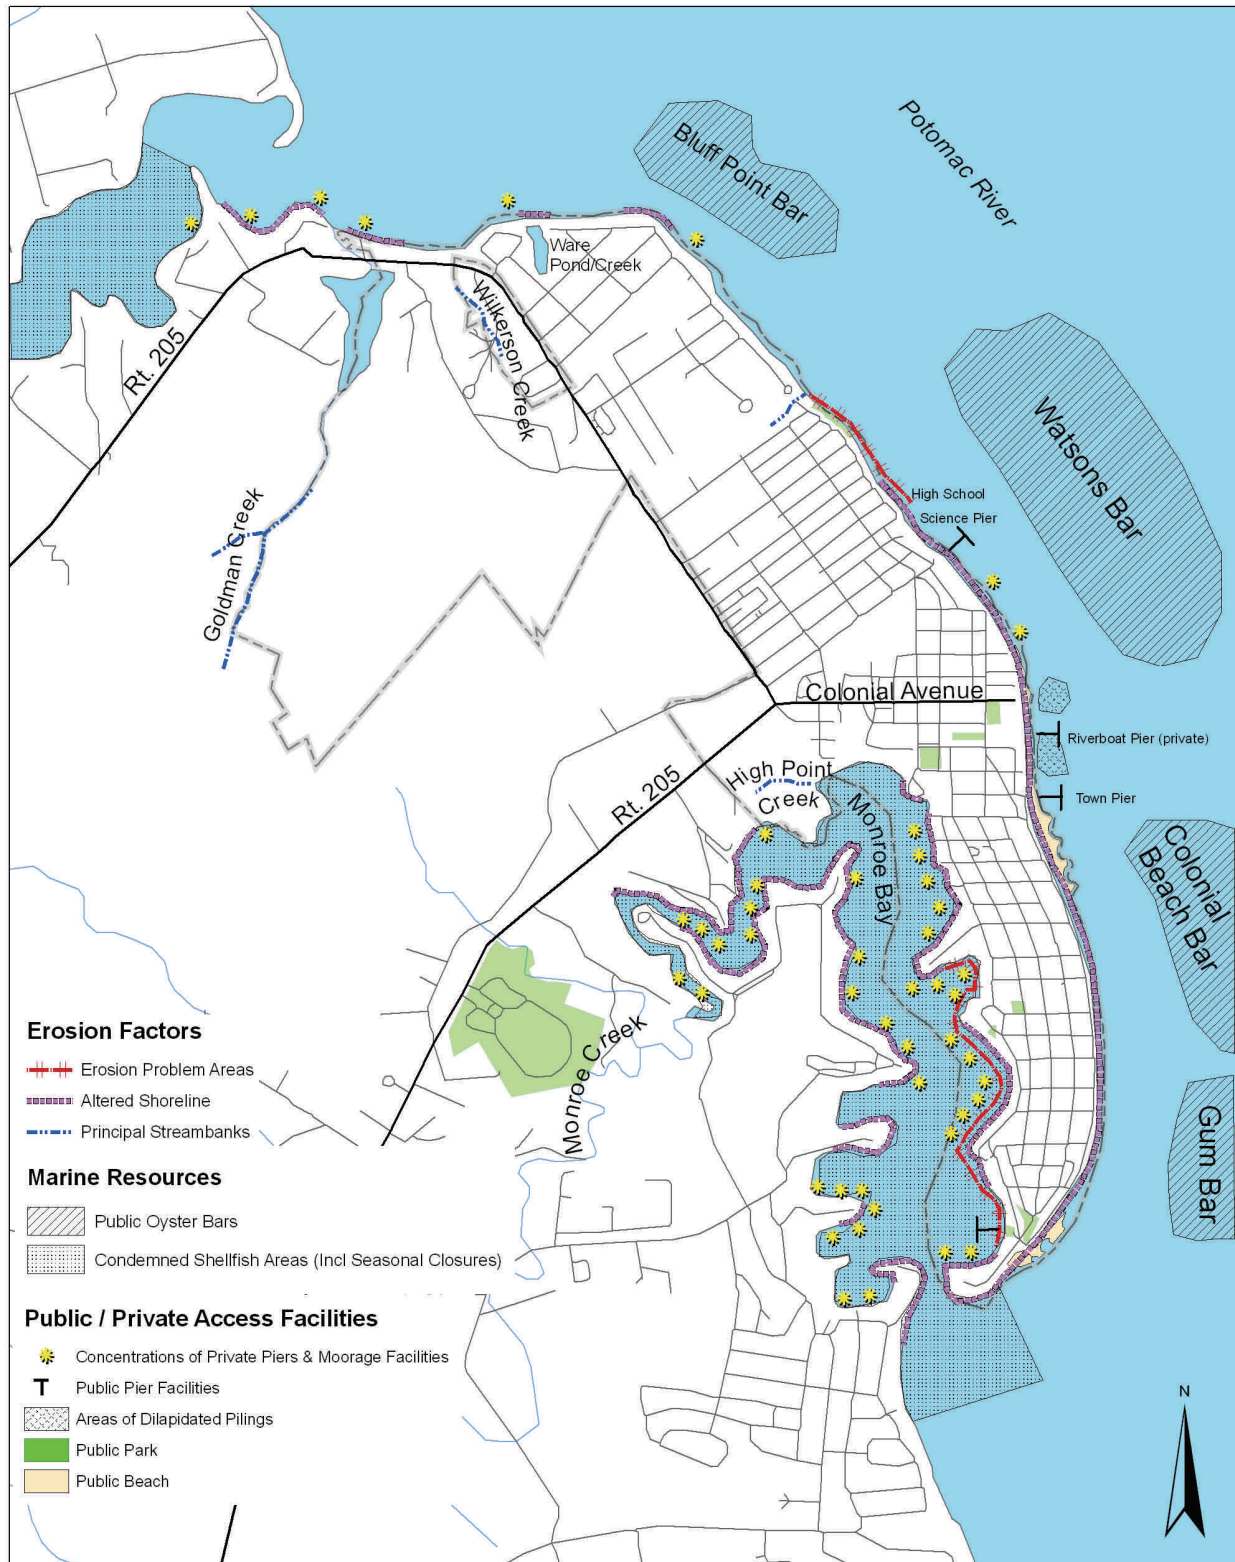 Potomac River
Bluff Point Bar
Ware
Pond/Creek
Wilkerson Creek
Rt. 205
Watsons Bar
Goldman Creek
High School
Science Pier
Colonial Avenue
Riverboat Pier (private)
High Point
Creek
Rt. 205
Town Pier
Monroe Bay
Colonial
Beach Bar
Monroe Creek
Gum Bar
Erosion Factors
Erosion Problem Areas
Altered Shoreline
Principal Streambanks
Marine Resources
Public Oyster Bars
Condemned Shellfish Areas (Incl Seasonal Closures)
Public / Private Access Facilities
Concentrations of Private Piers & Moorage Facilities
Public Pier Facilities
Areas of Dilapidated Pilings
Public Park
Public Beach
N